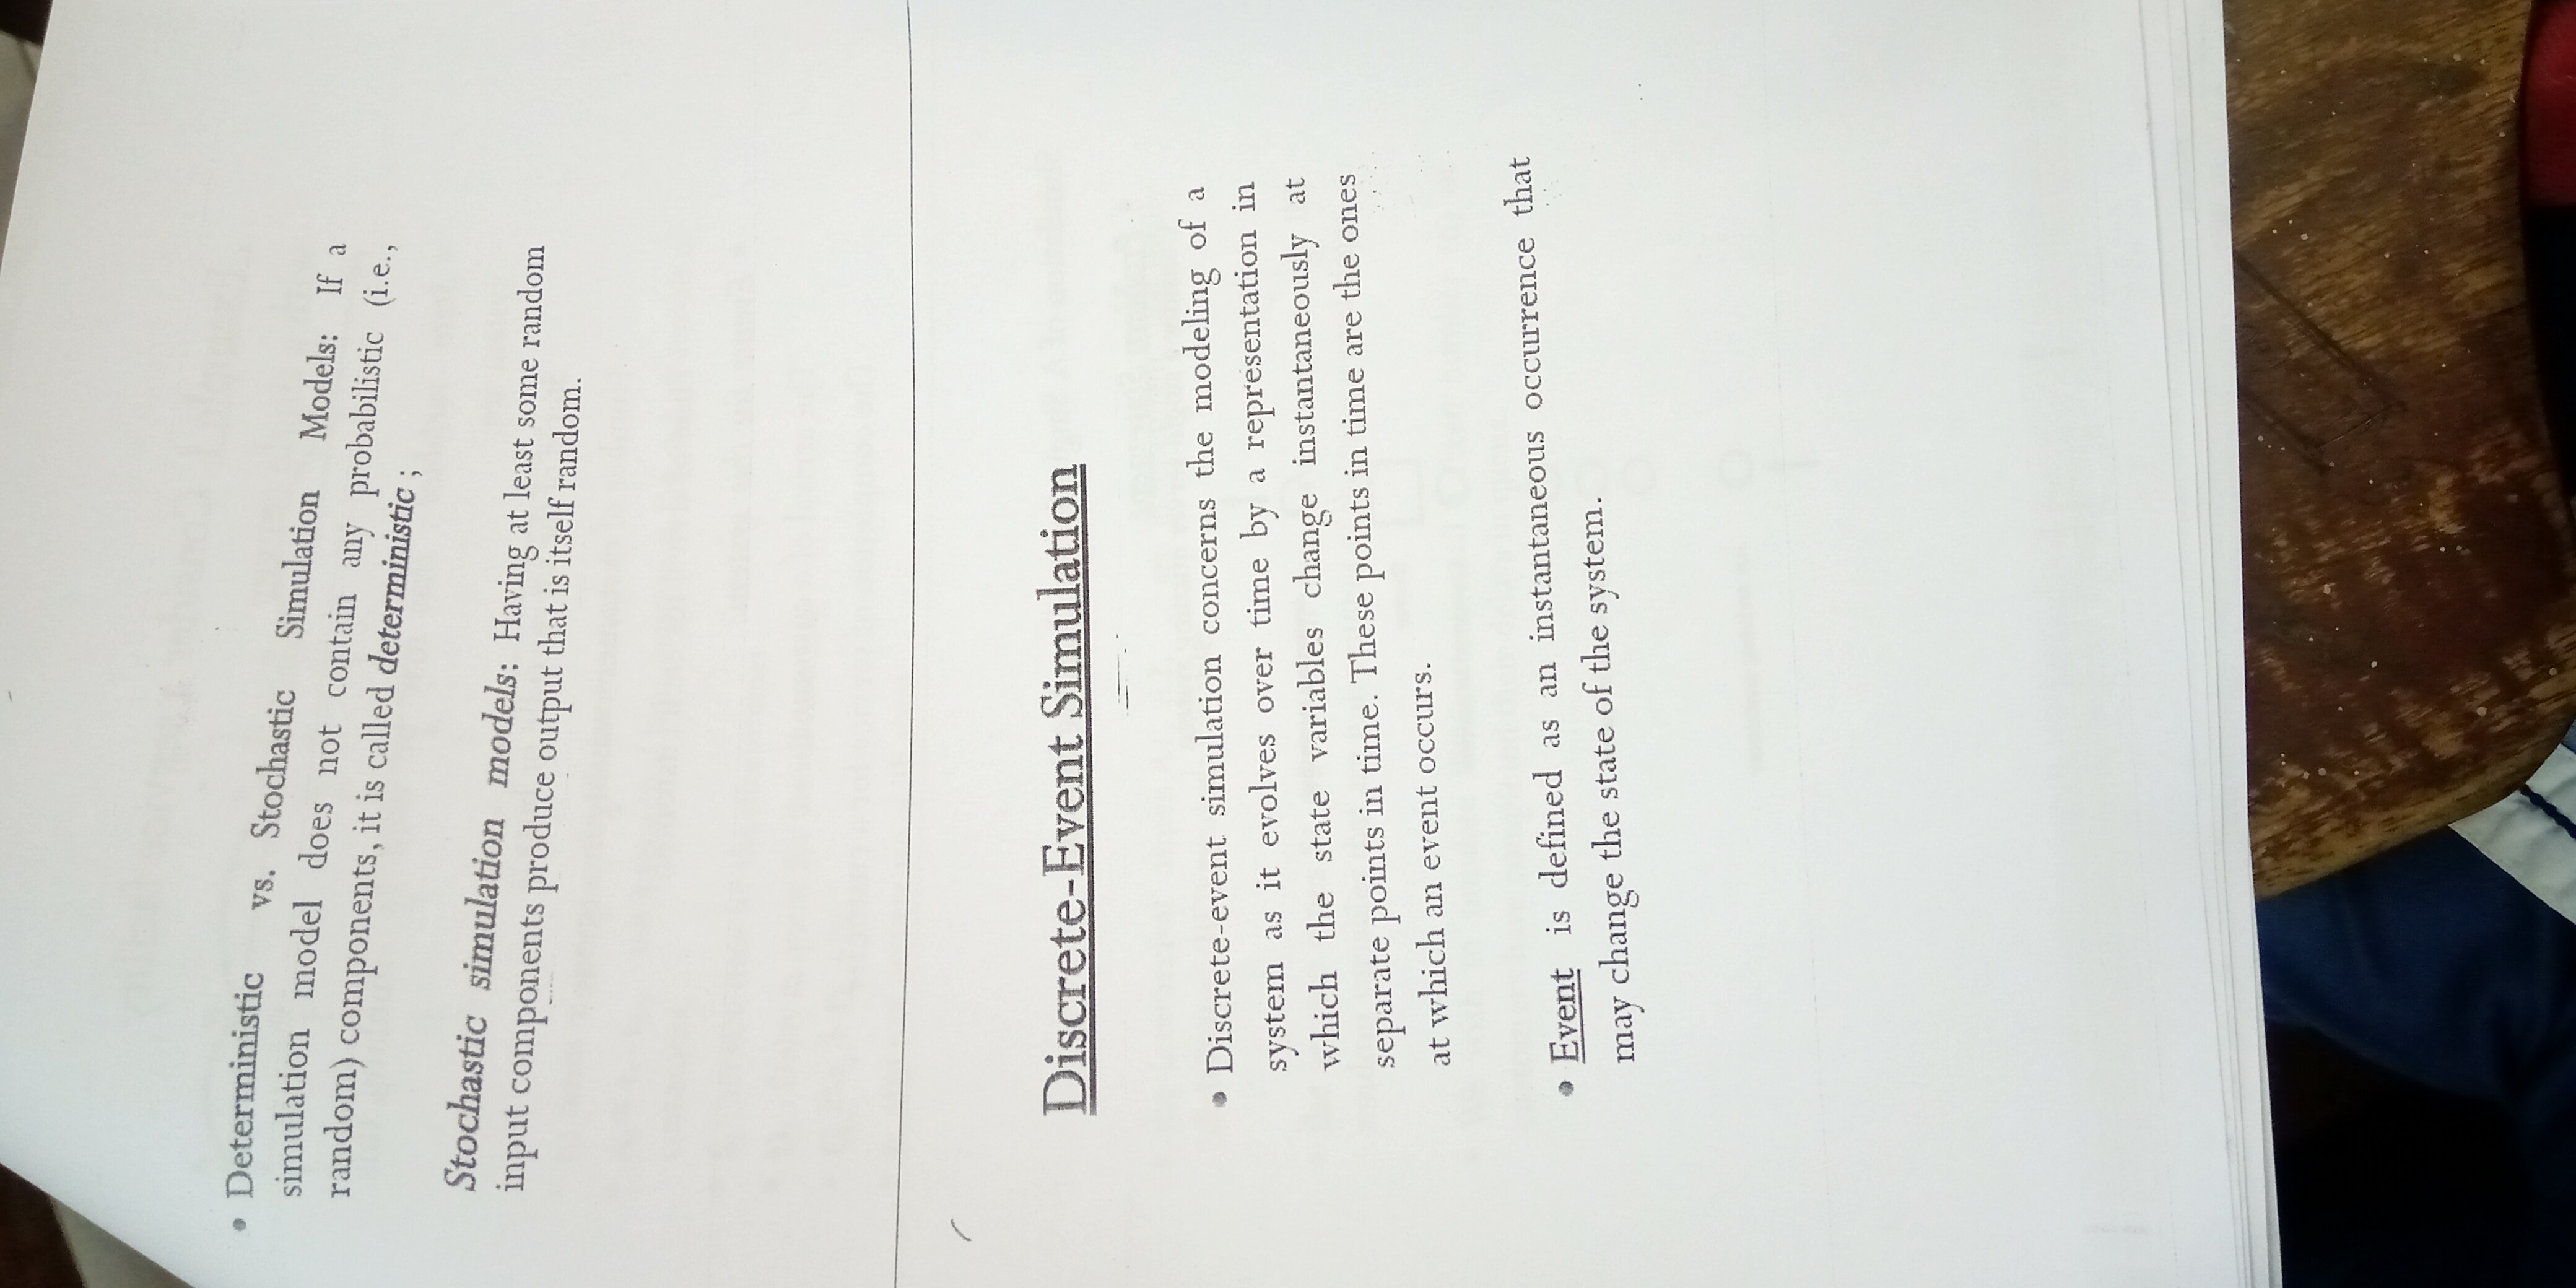 • Deterministic vs. Stochastic Simulation Models: If a
simulation model does not contain any probabilistic (i.e.,
random) components, it is called deterministic ;
Stochastic simulation models: Having at least some random
input components produce output that is itself random.
Discrete-Event Simulation
• Discrete-event simulation concerns the modeling of a
system as it evolves over time by a representation in
which the state variables change instantaneously at
separate points in time. These points in time are the ones
at which an event occurs.
• Event is defined as an instantaneous occurrence that
may change the state of the system.